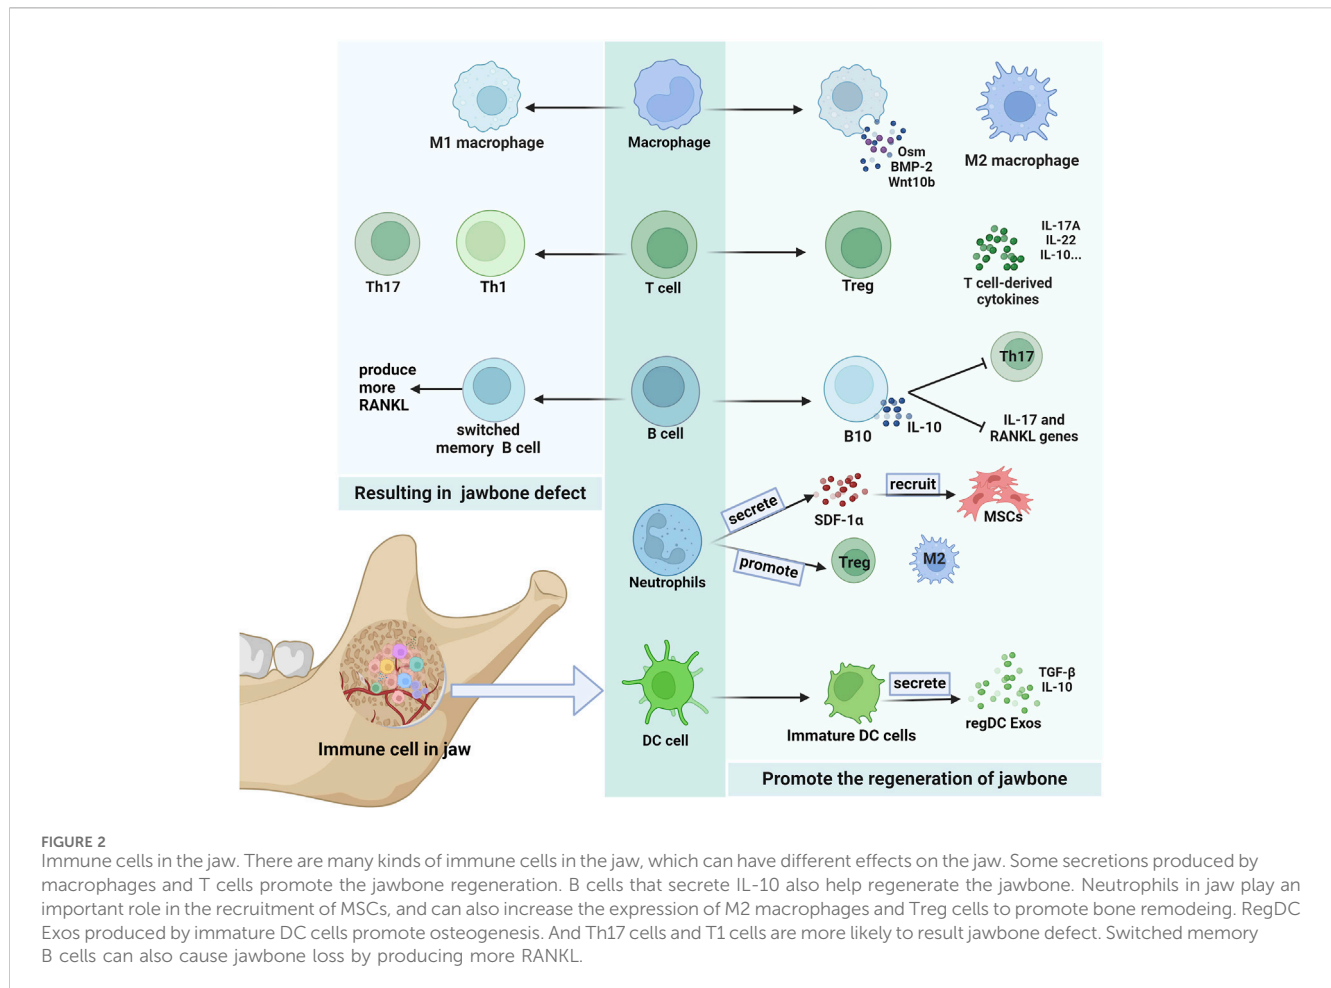 M1 macrophage
Macrophage
Osm
BMP-2
Wnt10b
M2 macrophage
Th17
Th1
T cell
Treg
IL-17A
IL-22
IL-10...
T cell-derived
cytokines
produce
more
RANKL
switched
memory B cell
B cell
B10
IL-10
Th17
IL-17 and
RANKL genes
Resulting in jawbone defect
Neutrophils
secrete
SDF-1α
recruit
MSCs
promote
Treg
M2
Immune cell in jaw
DC cell
Immature DC cells
secrete
TGF-β
IL-10
regDC Exos
Promote the regeneration of jawbone
FIGURE 2
Immune cells in the jaw. There are many kinds of immune cells in the jaw, which can have different effects on the jaw. Some secretions produced by
macrophages and T cells promote the jawbone regeneration. B cells that secrete IL-10 also help regenerate the jawbone. Neutrophils in jaw play an
important role in the recruitment of MSCs, and can also increase the expression of M2 macrophages and Treg cells to promote bone remodeing. RegDC
Exos produced by immature DC cells promote osteogenesis. And Th17 cells and T1 cells are more likely to result jawbone defect. Switched memory
B cells can also cause jawbone loss by producing more RANKL.